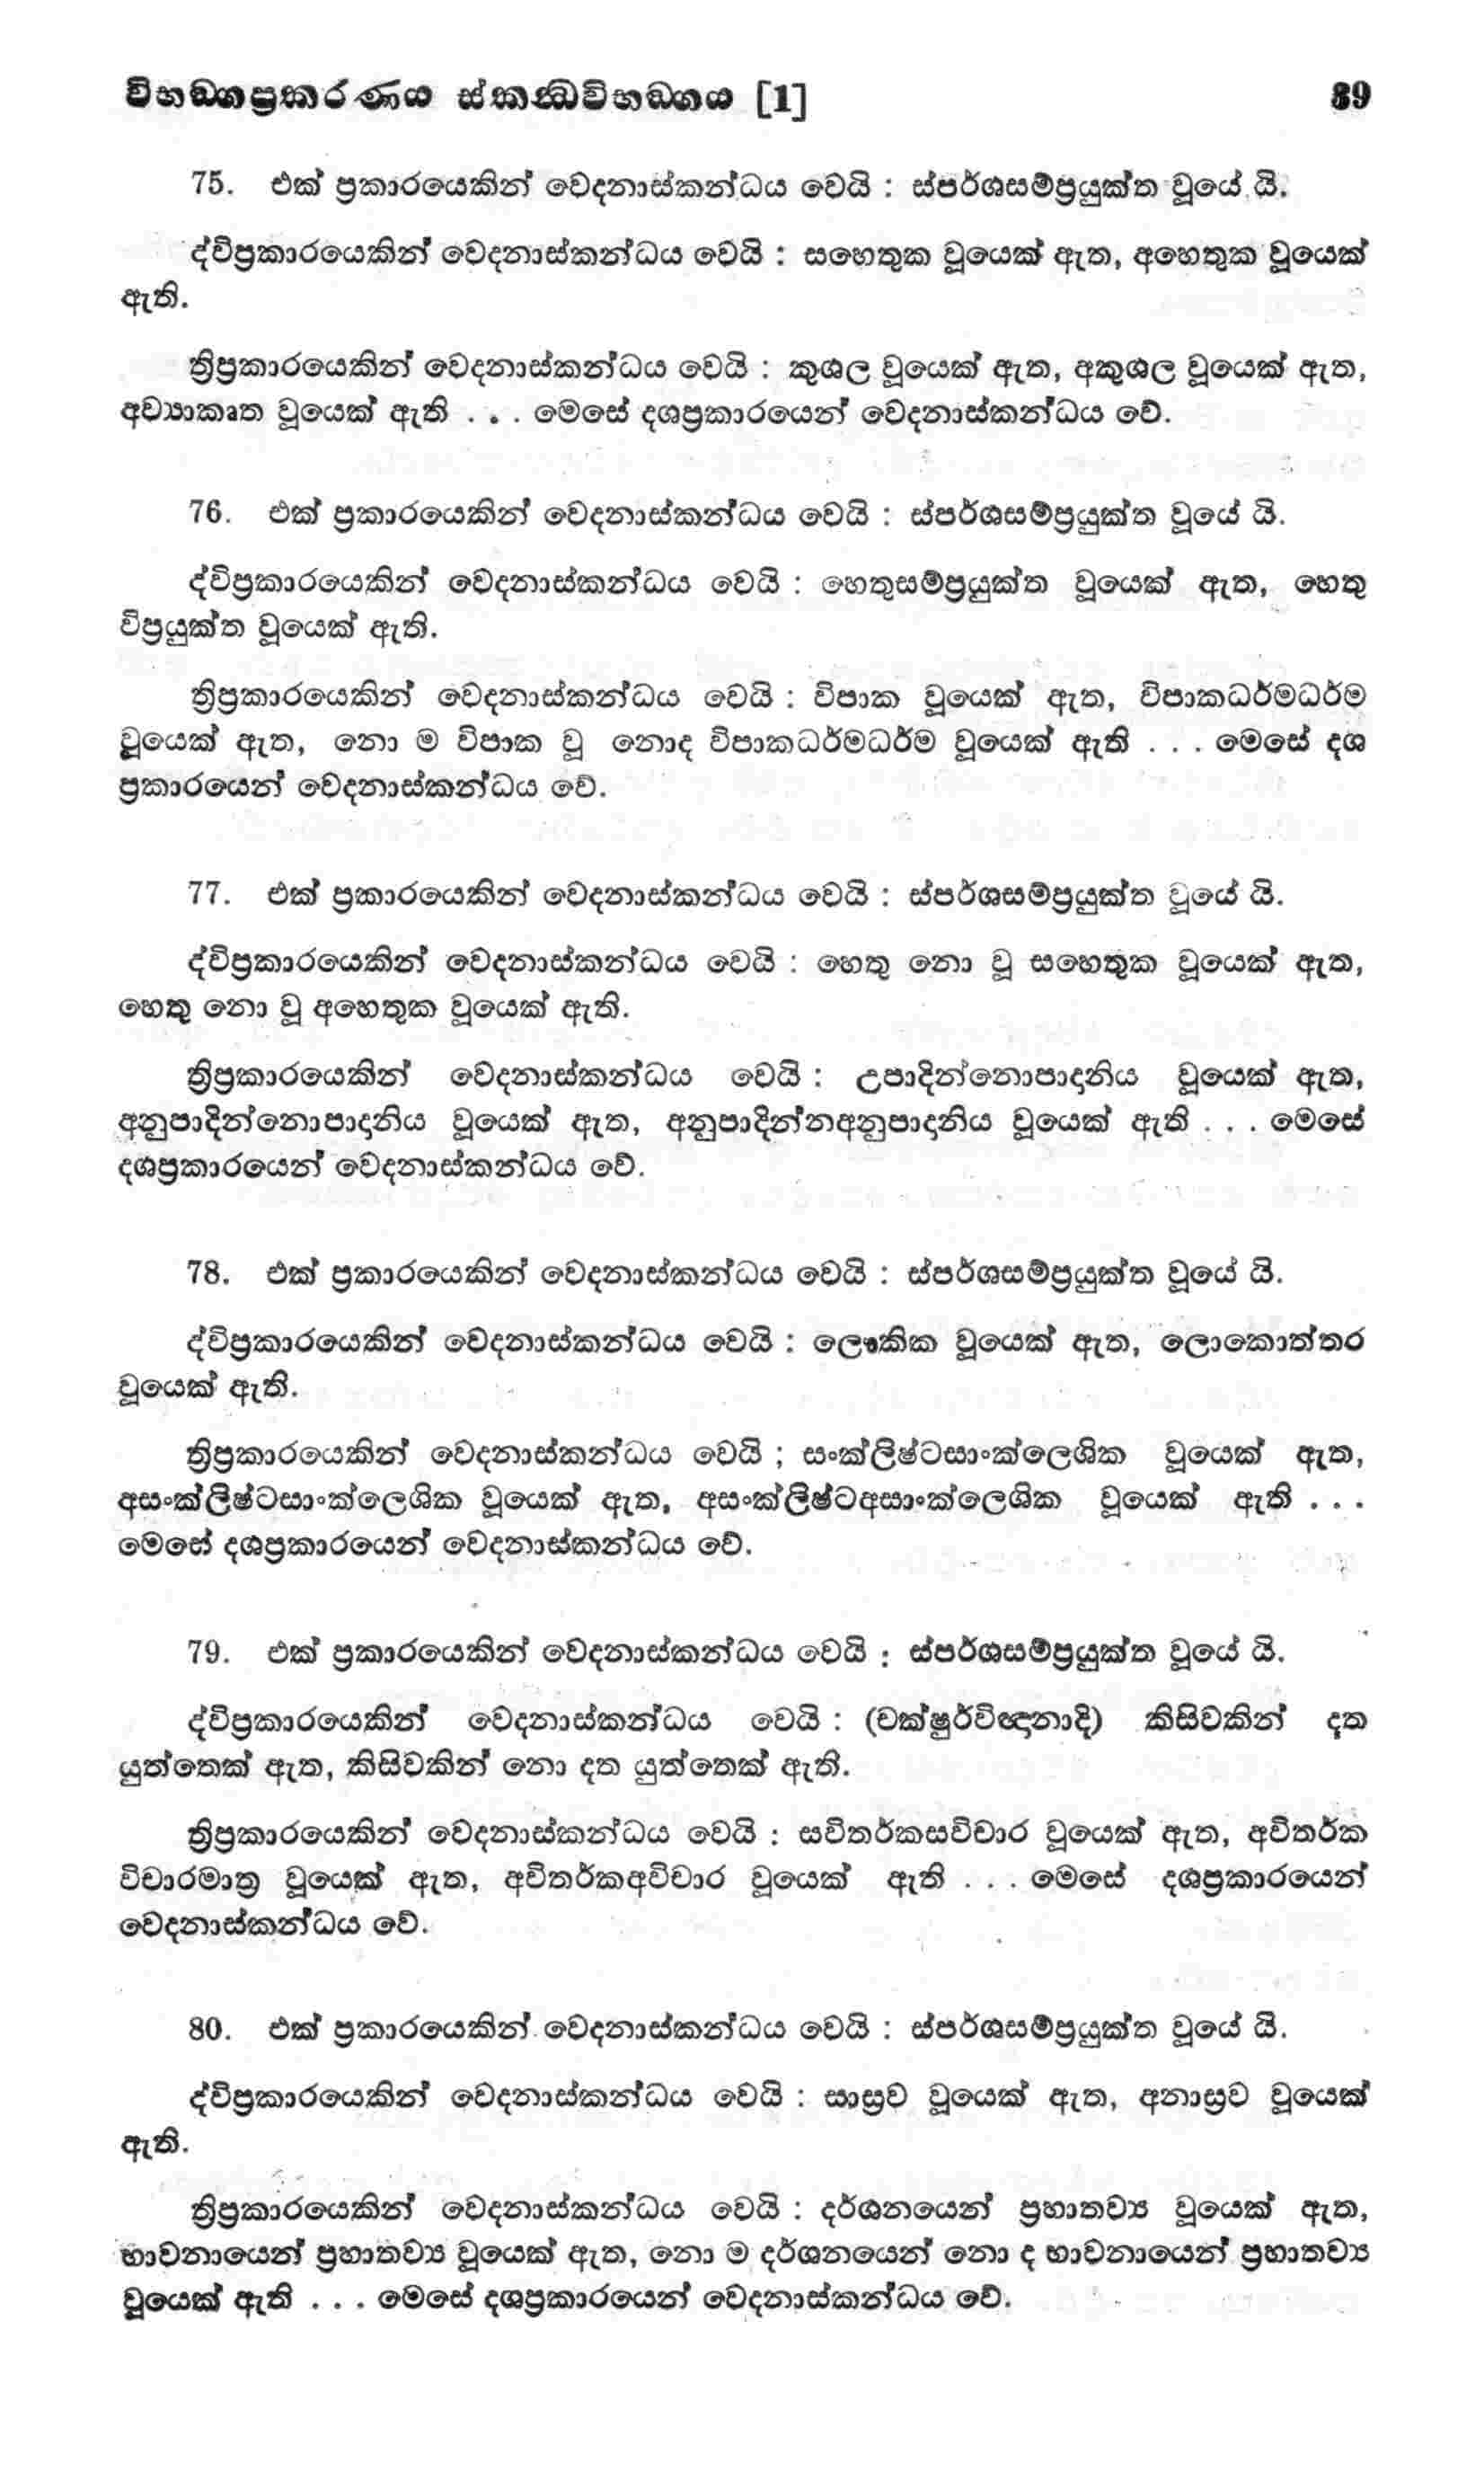 විභඞ්ගප්‍රකරණය ස්කන්‍ධවිභඞ්ගය [1] 89
75. එක් ප්‍රකාරයෙකින් වෙදනාස්කන්ධය වෙයි : ස්පර්ශසම්ප්‍රයුක්ත වූයේ යි.
ද්විප්‍රකාරයෙකින් වෙදනාස්කන්ධය වෙයි : සහෙතුක වූයෙක් ඇත, අහෙතුක වූයෙක්
ඇති.
ත්‍රිප්‍රකාරයෙකින් වෙදනාස්කන්ධය වෙයි : කුශල වූයෙක් ඇත, අකුශල වූයෙක් ඇත,
අව්‍යාකෘත වූයෙක් ඇති . . . මෙසේ දශප්‍රකාරයෙන් වෙදනාස්කන්ධය වේ.
76. එක් ප්‍රකාරයෙකින් වෙදනාස්කන්ධය වෙයි : ස්පර්ශසම්ප්‍රයුක්ත වූයේ යි.
ද්විප්‍රකාරයෙකින් වෙදනාස්කන්ධය වෙයි : හෙතුසම්ප්‍රයුක්ත වූයෙක් ඇත, හෙතු
විප්‍රයුක්ත වූයෙක් ඇති.
ත්‍රිප්‍රකාරයෙකින් වෙදනාස්කන්ධය වෙයි : විපාක වූයෙක් ඇත, විපාකධර්මධර්ම
වූයෙක් ඇත, නො ම විපාක වූ නොද විපාකධර්මධර්ම වූයෙක් ඇති . . . මෙසේ දශ
ප්‍රකාරයෙන් වෙදනාස්කන්ධය වේ.
77. එක් ප්‍රකාරයෙකින් වෙදනාස්කන්ධය වෙයි : ස්පර්ශසම්ප්‍රයුක්ත වූයේ යි.
ද්විප්‍රකාරයෙකින් වෙදනාස්කන්ධය වෙයි : හෙතු නො වූ සහෙතුක වූයෙක් ඇත,
හෙතු නො වූ අහෙතුක වූයෙක් ඇති.
ත්‍රිප්‍රකාරයෙකින් වෙදනාස්කන්ධය වෙයි : උපාදින්නොපාදානිය වූයෙක් ඇත,
අනුපාදින්නොපාදානිය වූයෙක් ඇත, අනුපාදින්නඅනුපාදානිය වූයෙක් ඇති . . . මෙසේ
දශප්‍රකාරයෙන් වෙදනාස්කන්ධය වේ.
78. එක් ප්‍රකාරයෙකින් වෙදනාස්කන්ධය වෙයි : ස්පර්ශසම්ප්‍රයුක්ත වූයේ යි.
ද්විප්‍රකාරයෙකින් වෙදනාස්කන්ධය වෙයි : ලෞකික වූයෙක් ඇත, ලොකොත්තර
වූයෙක් ඇති.
ත්‍රිප්‍රකාරයෙකින් වෙදනාස්කන්ධය වෙයි ; සංක්ලිෂ්ටසාංක්ලෙශික වූයෙක් ඇත,
අසංක්ලිෂ්ටසාංක්ලෙශික වූයෙක් ඇත, අසංක්ලිෂ්ටඅසාංක්ලෙශික වූයෙක් ඇති . . .
මෙසේ දශප්‍රකාරයෙන් වෙදනාස්කන්ධය වේ.
79. එක් ප්‍රකාරයෙකින් වෙදනාස්කන්ධය වෙයි : ස්පර්ශසම්ප්‍රයුක්ත වූයේ යි.
ද්විප්‍රකාරයෙකින් වෙදනාස්කන්ධය වෙයි : (චක්ෂුර්විඥානාදි) කිසිවකින් දත
යුත්තෙක් ඇත, කිසිවකින් නො දත යුත්තෙක් ඇති.
ත්‍රිප්‍රකාරයෙකින් වෙදනාස්කන්ධය වෙයි : සවිතර්කසවිචාර වූයෙක් ඇත, අවිතර්ක
විචාරමාත්‍ර වූයෙක් ඇත, අවිතර්කඅවිචාර වූයෙක් ඇති . . . මෙසේ දශප්‍රකාරයෙන්
වෙදනාස්කන්ධය වේ.
80. එක් ප්‍රකාරයෙකින් වෙදනාස්කන්ධය වෙයි : ස්පර්ශසම්ප්‍රයුක්ත වූයේ යි.
ද්විප්‍රකාරයෙකින් වෙදනාස්කන්ධය වෙයි : සාස්‍රව වූයෙක් ඇත, අනාස්‍රව වූයෙක්
ඇති.
ත්‍රිප්‍රකාරයෙකින් වෙදනාස්කන්ධය වෙයි : දර්ශනයෙන් ප්‍රහාතව්‍ය වූයෙක් ඇත,
භාවනායෙන් ප්‍රහාතව්‍ය වූයෙක් ඇත, නො ම දර්ශනයෙන් නො ද භාවනායෙන් ප්‍රහාතව්‍ය
වූයෙක් ඇති . . . මෙසේ දශප්‍රකාරයෙන් වෙදනාස්කන්ධය වේ.